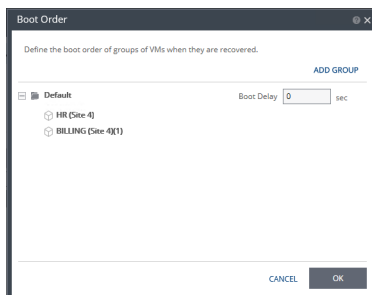 Boot Order
Define the boot order of groups of VMs when they are recovered.
ADD GROUP
Default Boot Delay 0 sec
HR (Site 4)
BILLING (Site 4)(1)
CANCEL OK